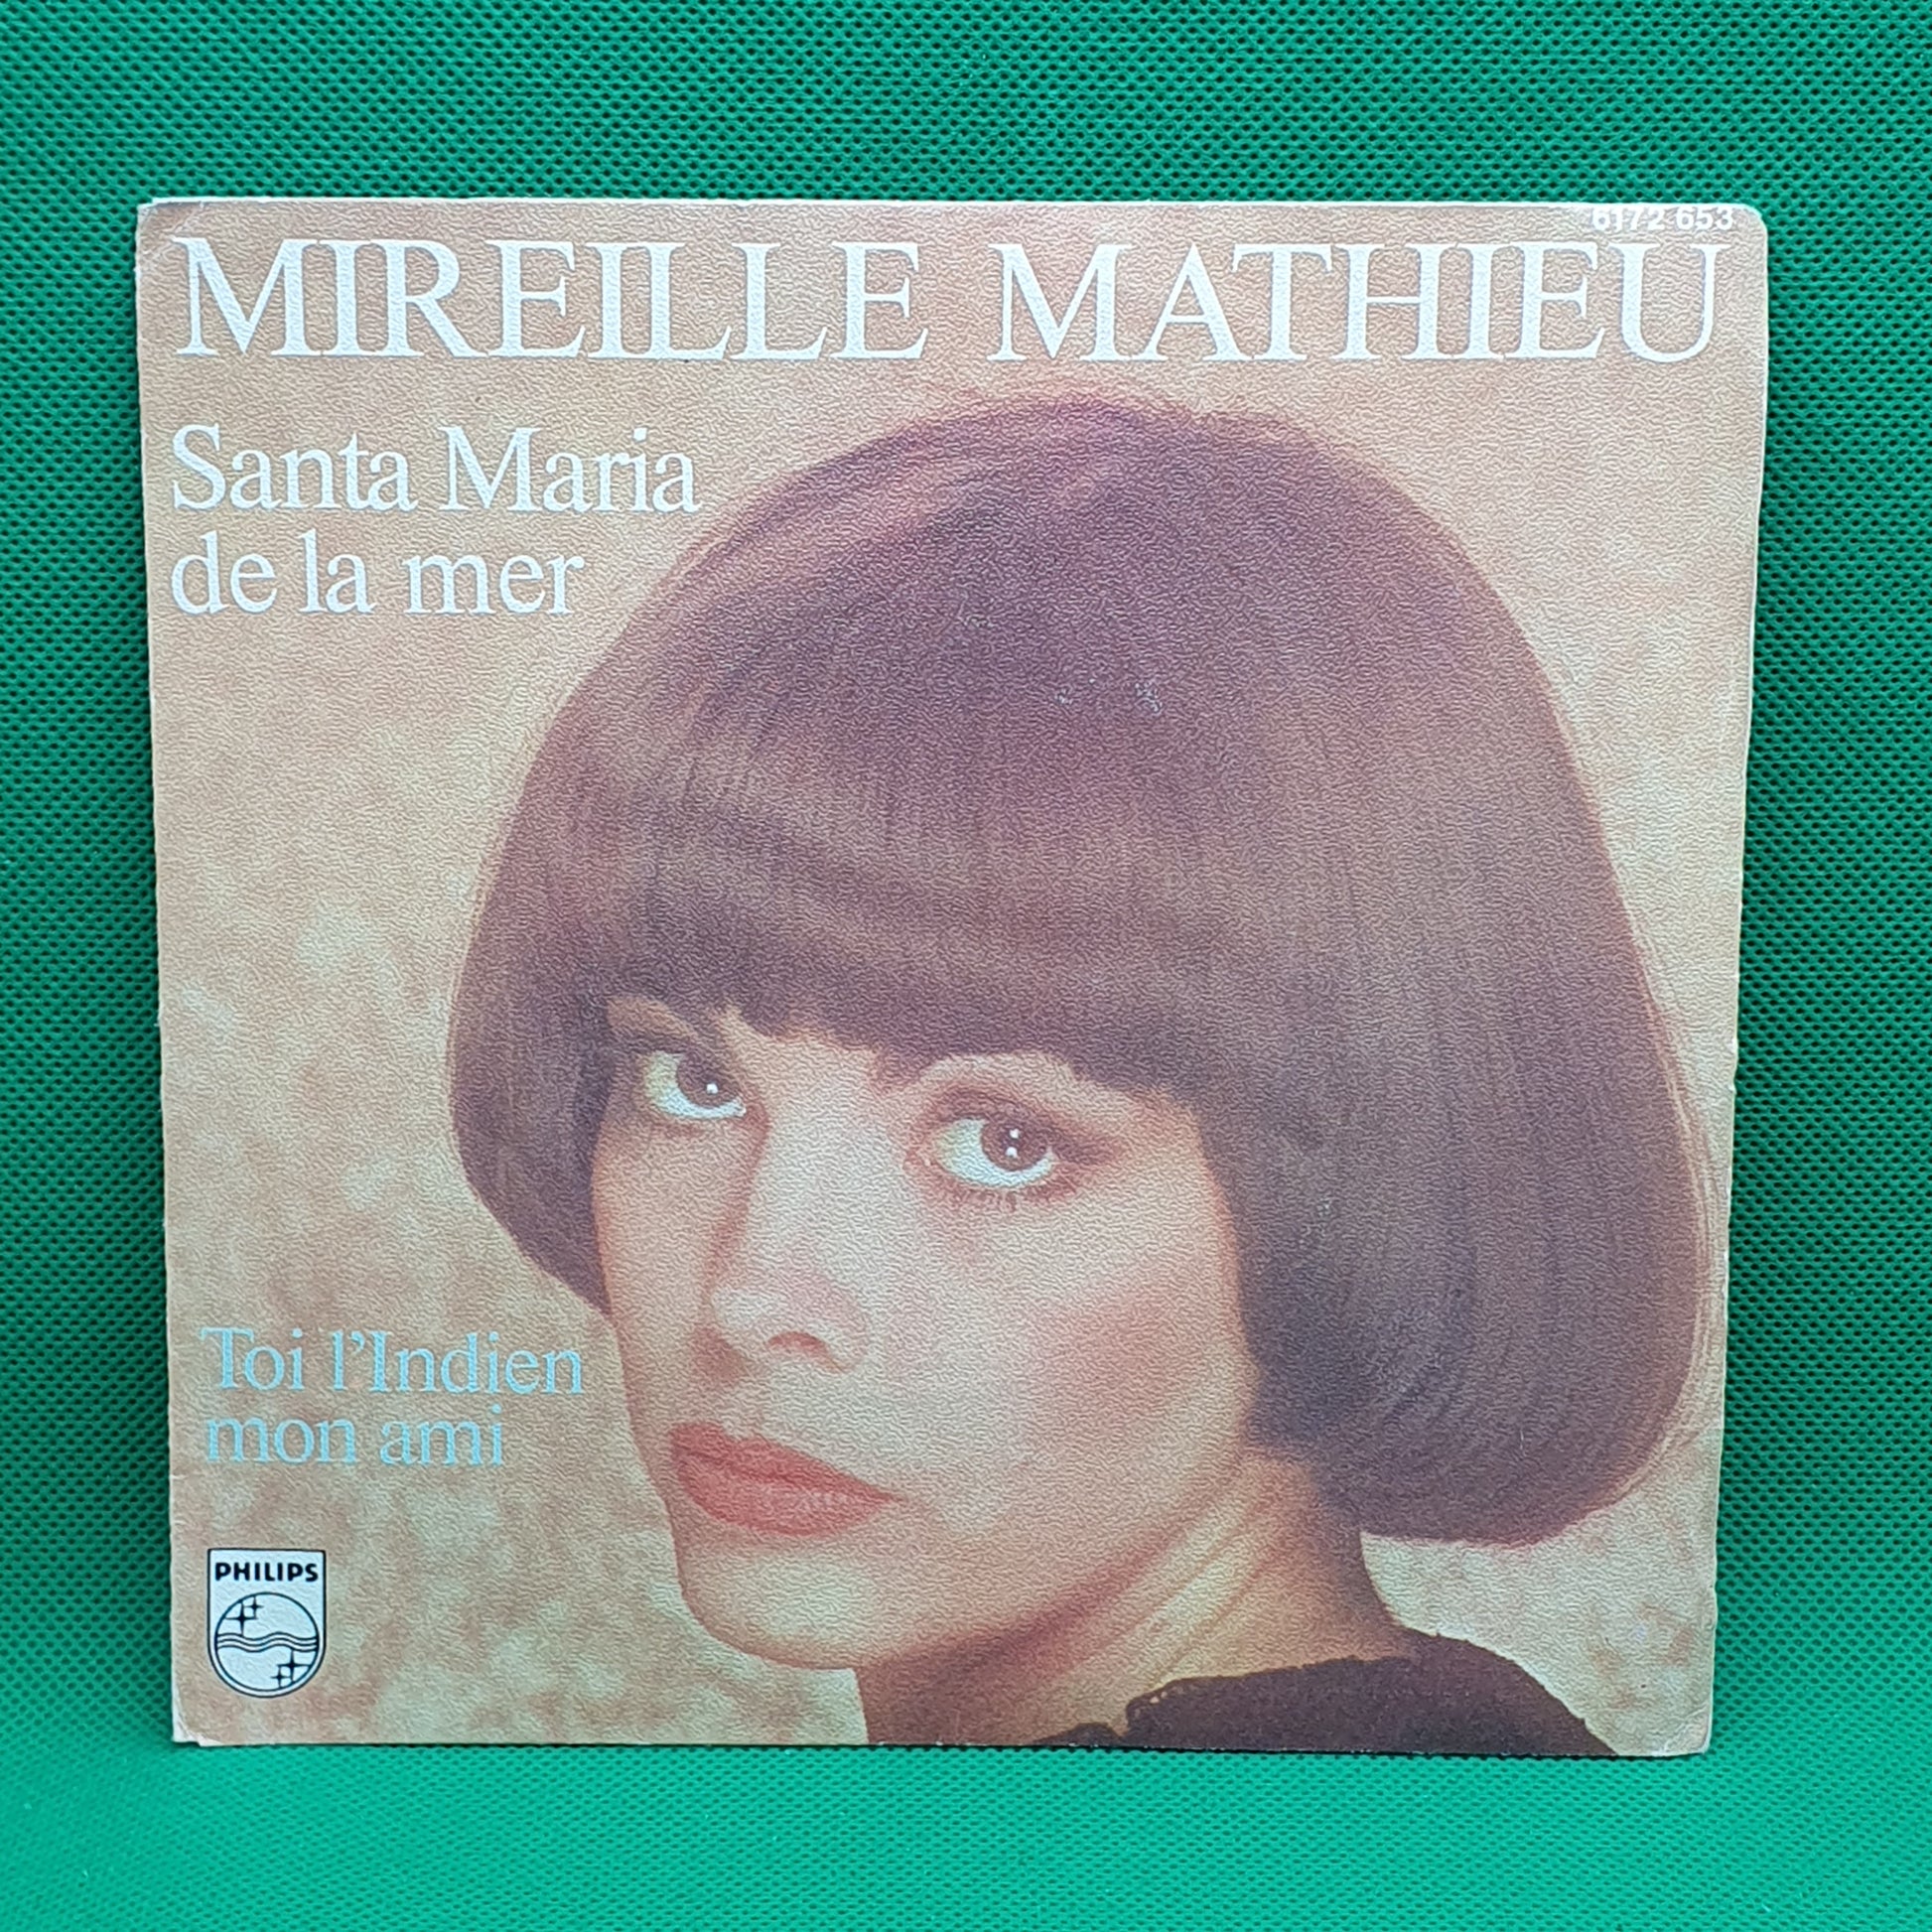 6172 653
MIREILLE MATHIEU
Santa Maria
de la mer
Toi l'Indien
mon ami
PHILIPS